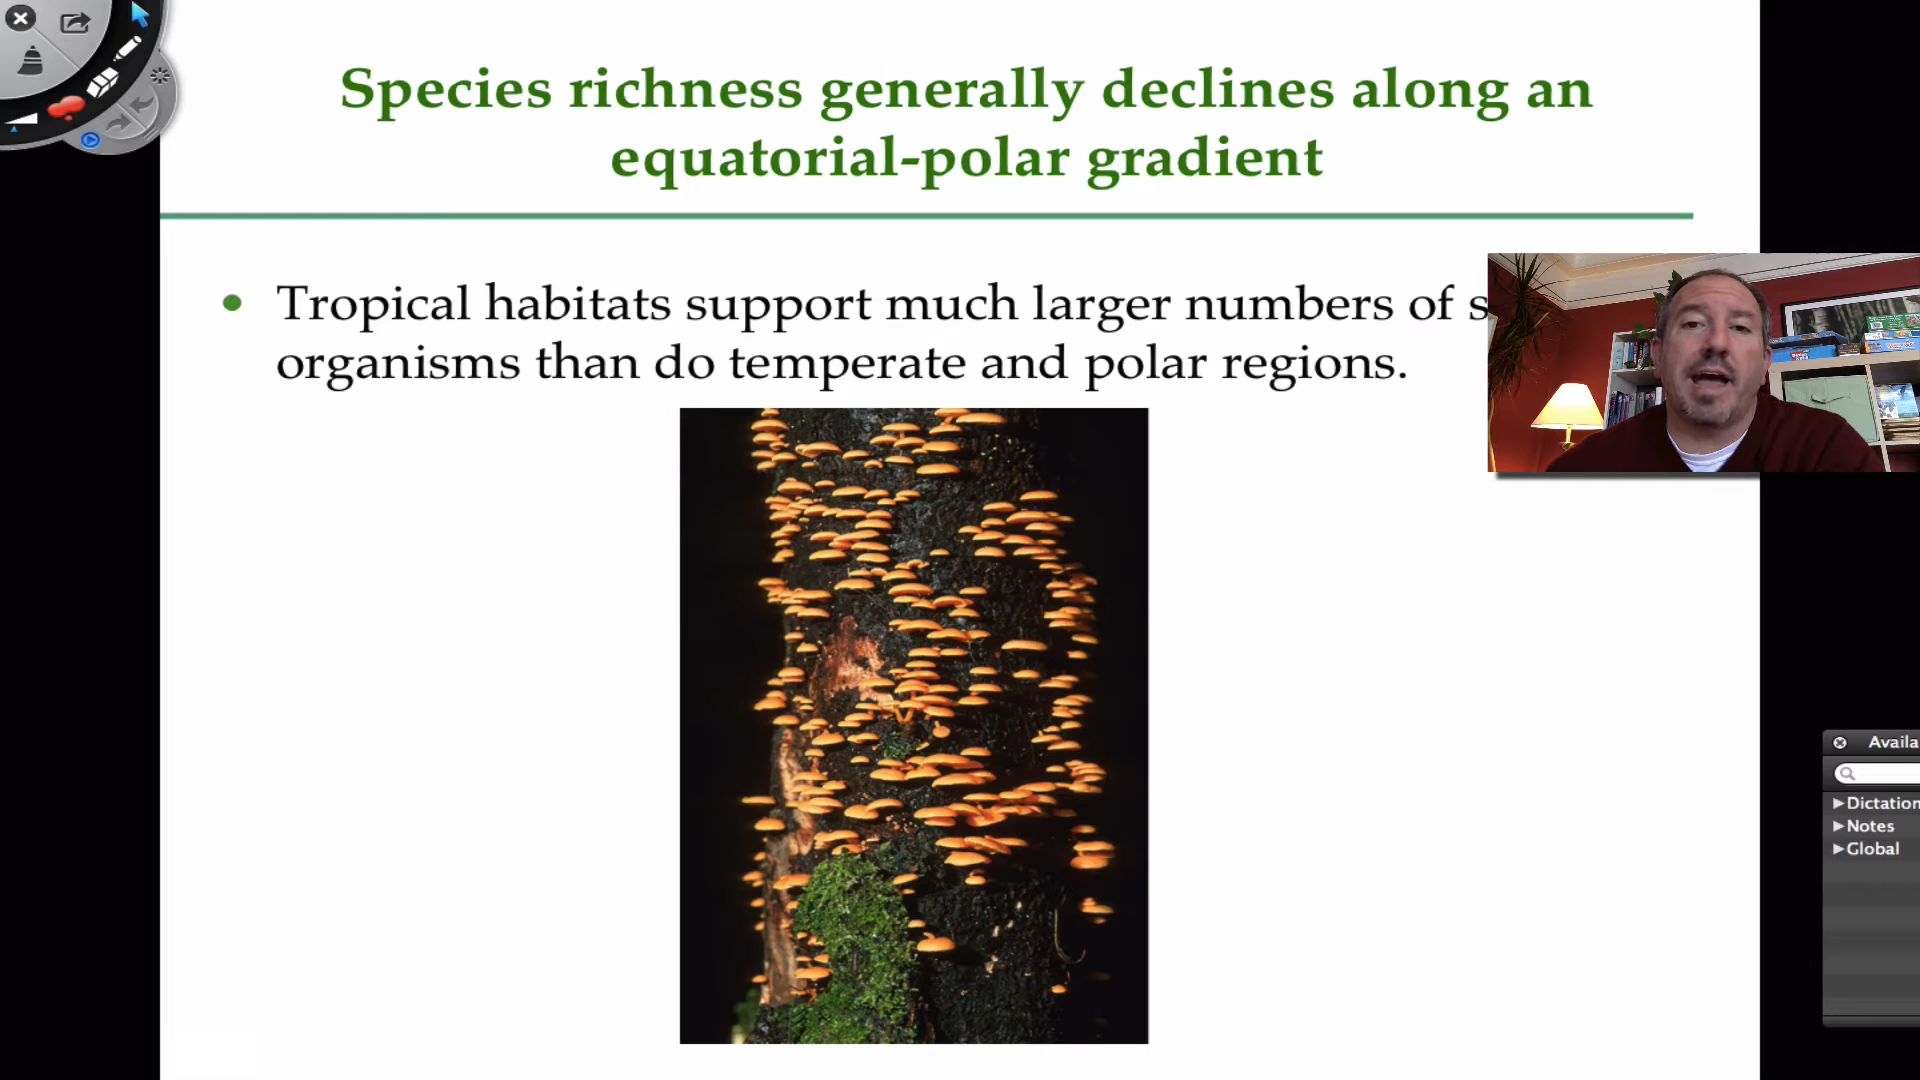 Species richness generally declines along an
equatorial-polar gradient
Tropical habitats support much larger numbers of s
organisms than do temperate and polar regions.
Availa
Dictation
Notes
Global